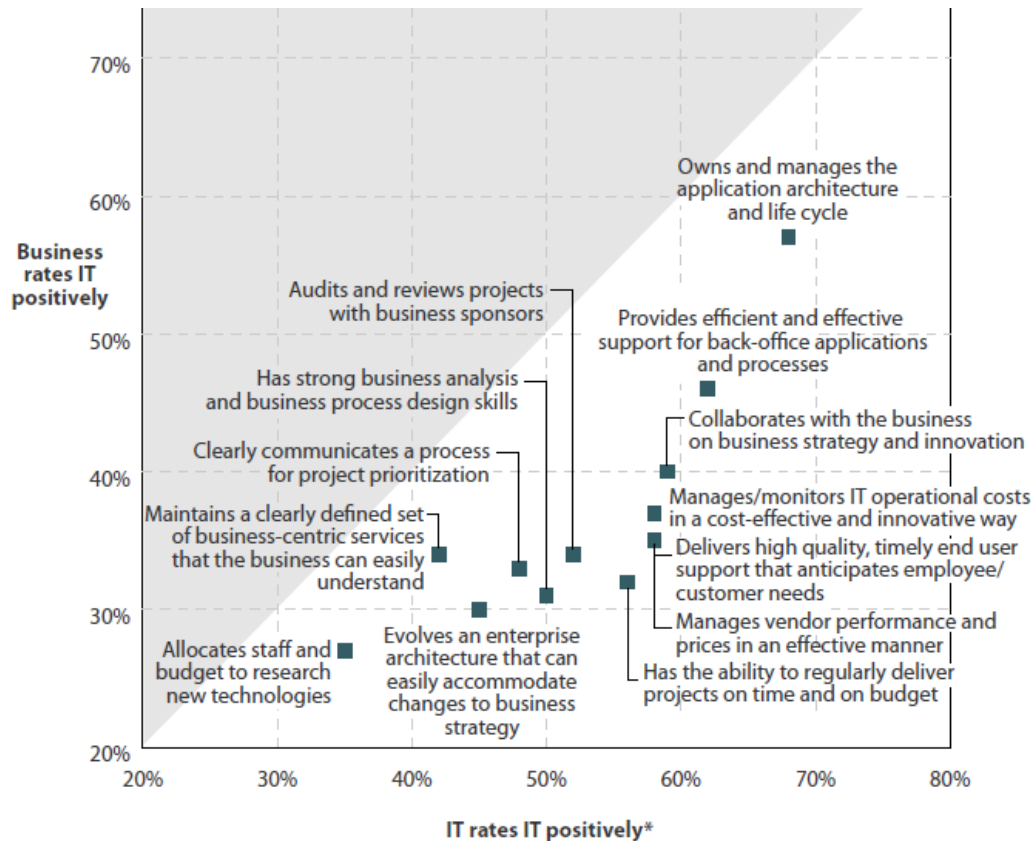 70%
60%
50%
40%
30%
20%
Business
rates IT
positively
Owns and manages the
application architecture
and life cycle
Audits and reviews projects
with business sponsors
Provides efficient and effective
support for back-office applications
and processes
Has strong business analysis
and business process design skills
Collaborates with the business
on business strategy and innovation
Clearly communicates a process
for project prioritization
Manages/monitors IT operational costs
in a cost-effective and innovative way
Maintains a clearly defined set
of business-centric services
that the business can easily
understand
Delivers high quality, timely end user
support that anticipates employee/
customer needs
Manages vendor performance and
prices in an effective manner
Allocates staff and
budget to research
new technologies
Evolves an enterprise
architecture that can
easily accommodate
changes to business
strategy
Has the ability to regularly deliver
projects on time and on budget
20% 30% 40% 50% 60% 70% 80%
IT rates IT positively*